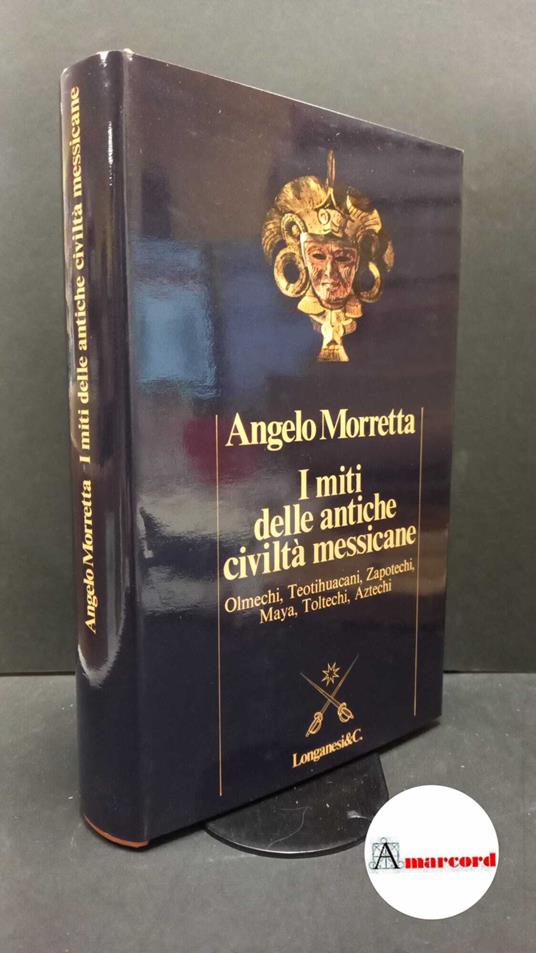 Angelo Morretta - I miti delle antiche civiltà messicane
Angelo Morretta
I miti
delle antiche
civiltà messicane
Olmechi, Teotihuacani, Zapotechi,
Maya, Toltechi, Aztechi
Longanesi&C.
Amarcord